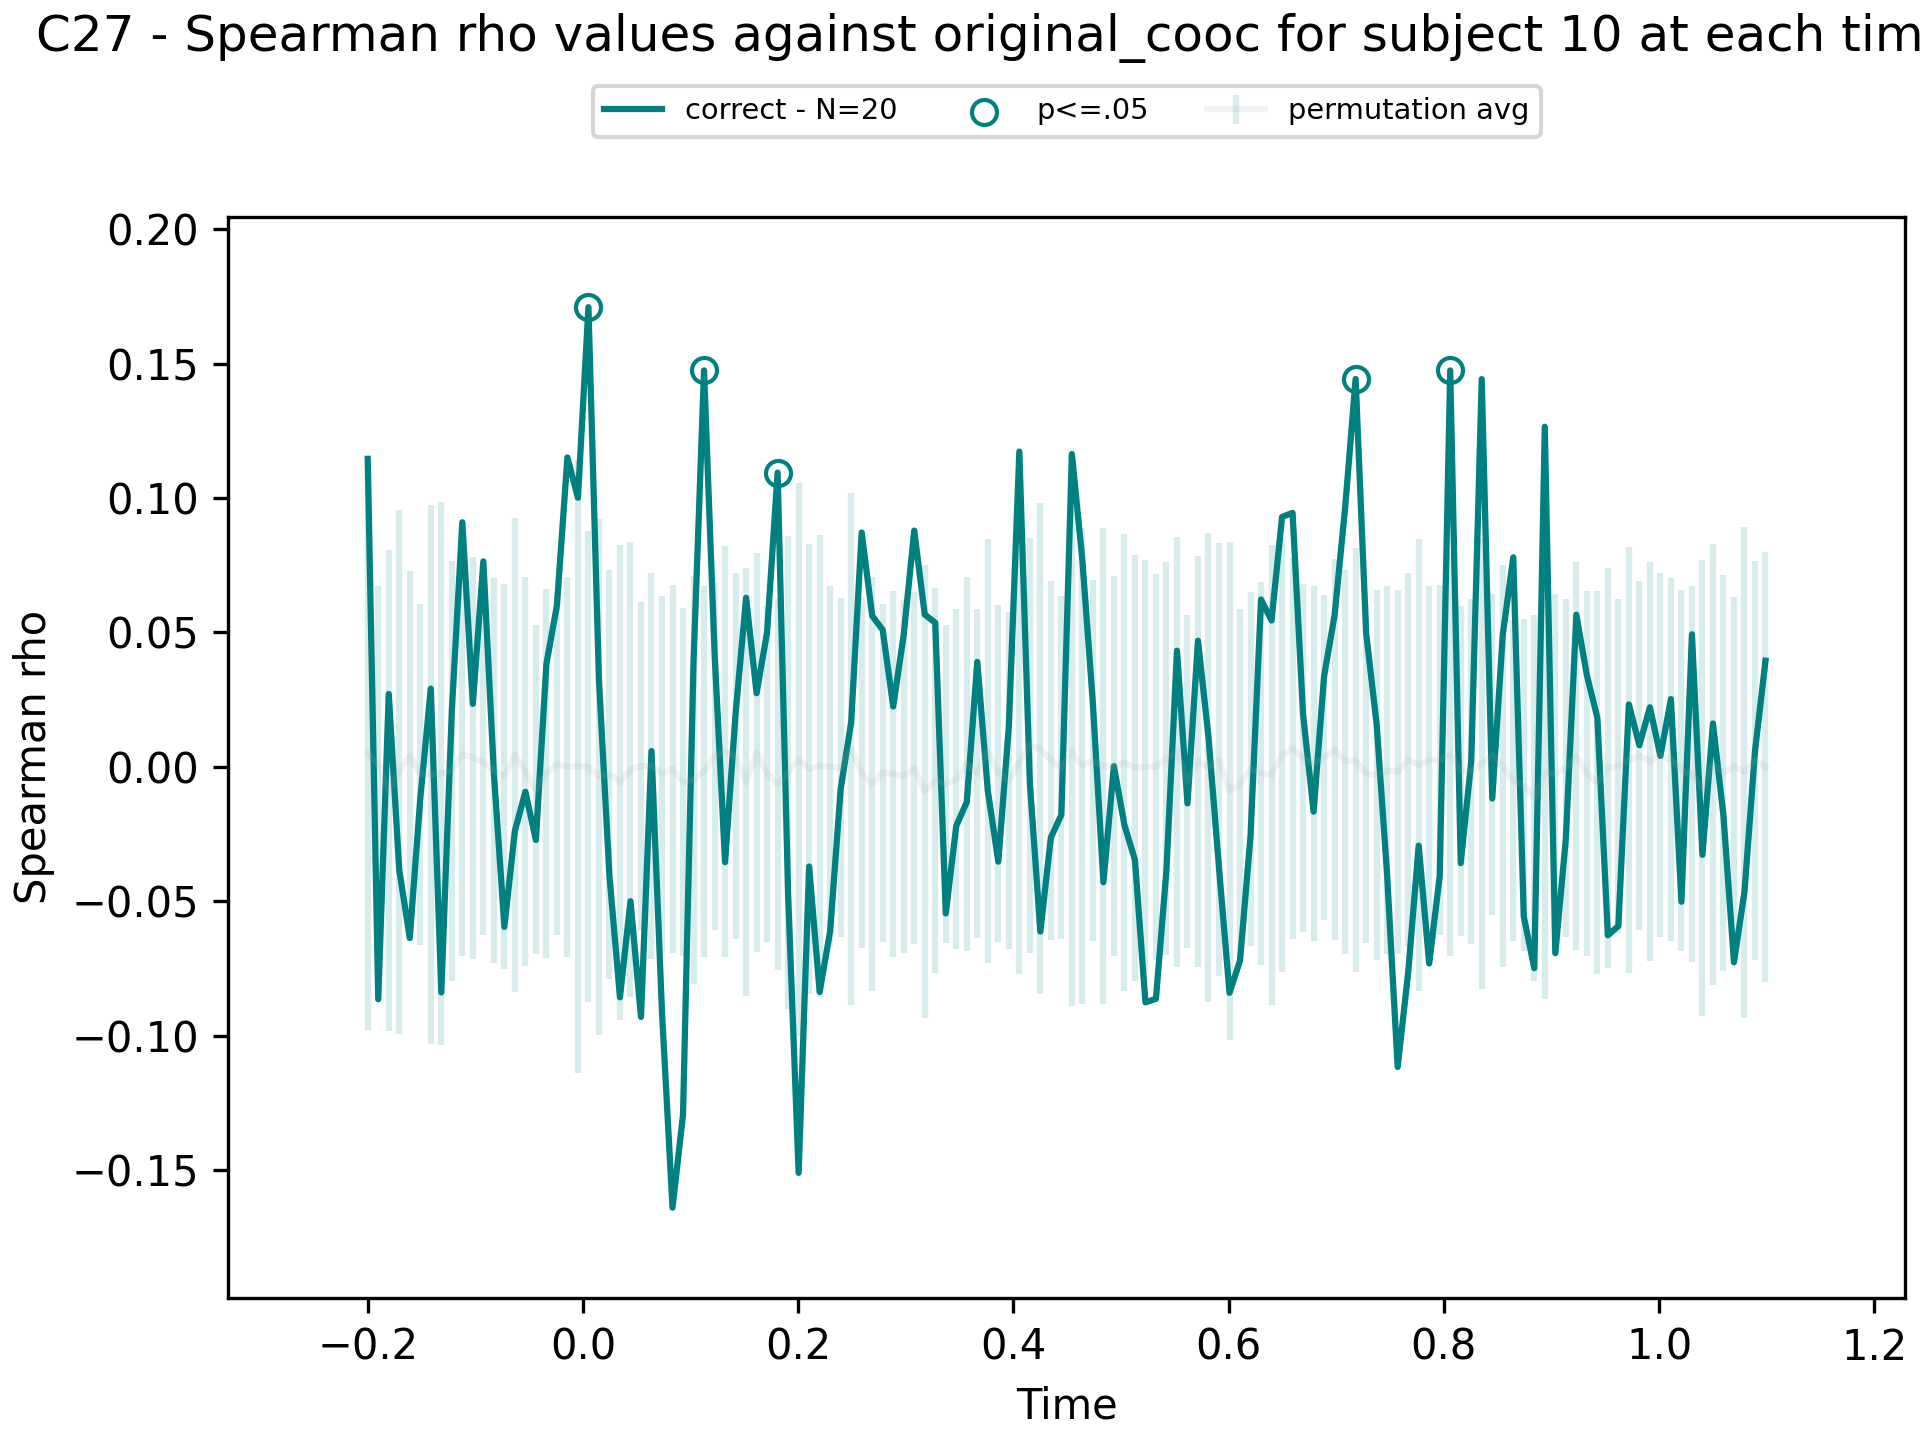 C27 - Spearman rho values against original_cooc for subject 10 at each tim
correct - N=20
p<=.05
permutation avg
Spearman rho
0.20
0.15
0.10
0.05
0.00
−0.05
−0.10
−0.15
−0.2 0.0 0.2 0.4 0.6 0.8 1.0 1.2
Time